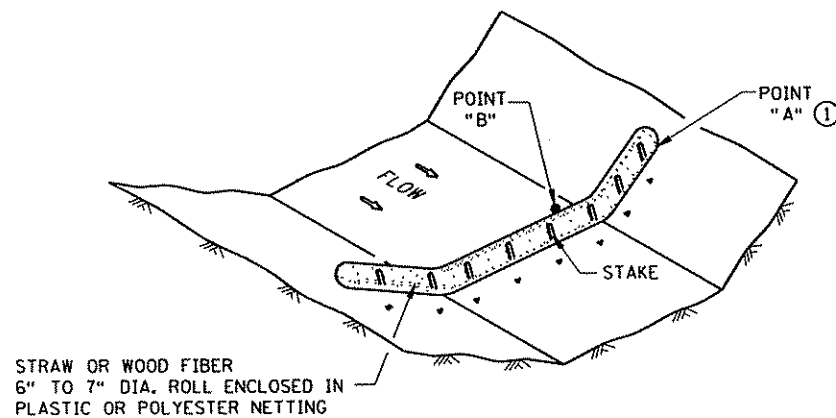 POINT
"B"
POINT
"A" ①
FLOW
STAKE
STRAW OR WOOD FIBER
6" TO 7" DIA. ROLL ENCLOSED IN
PLASTIC OR POLYESTER NETTING